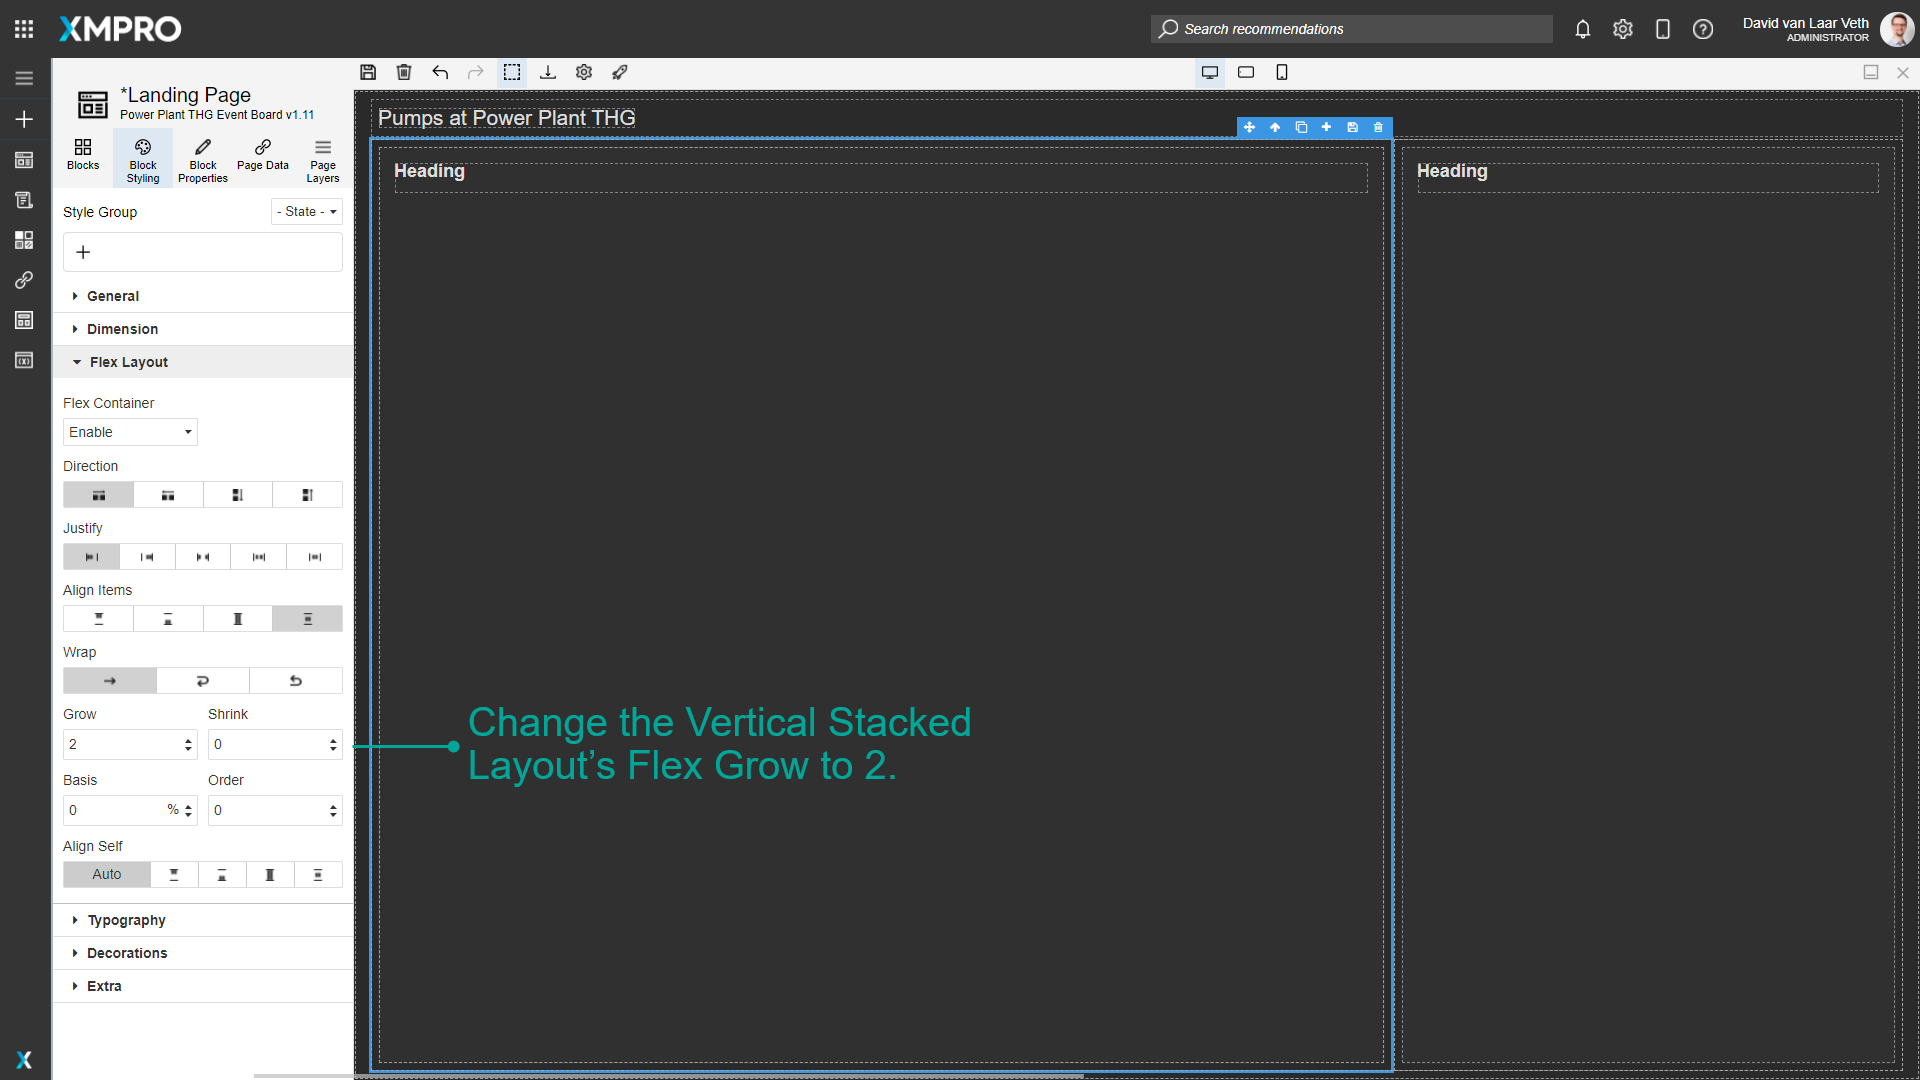 XMPRO
Search recommendations
David van Laar Veth
ADMINISTRATOR
*Landing Page
Power Plant THG Event Board v1.11
Blocks
Block Styling
Block Properties
Page Data
Page Layers
Style Group
- State -
General
Dimension
Flex Layout
Flex Container
Enable
Direction
Justify
Align Items
Wrap
Grow
Shrink
2
0
Basis
Order
0 %
0
Align Self
Auto
Typography
Decorations
Extra
Pumps at Power Plant THG
Heading
Heading
Change the Vertical Stacked
Layout’s Flex Grow to 2.